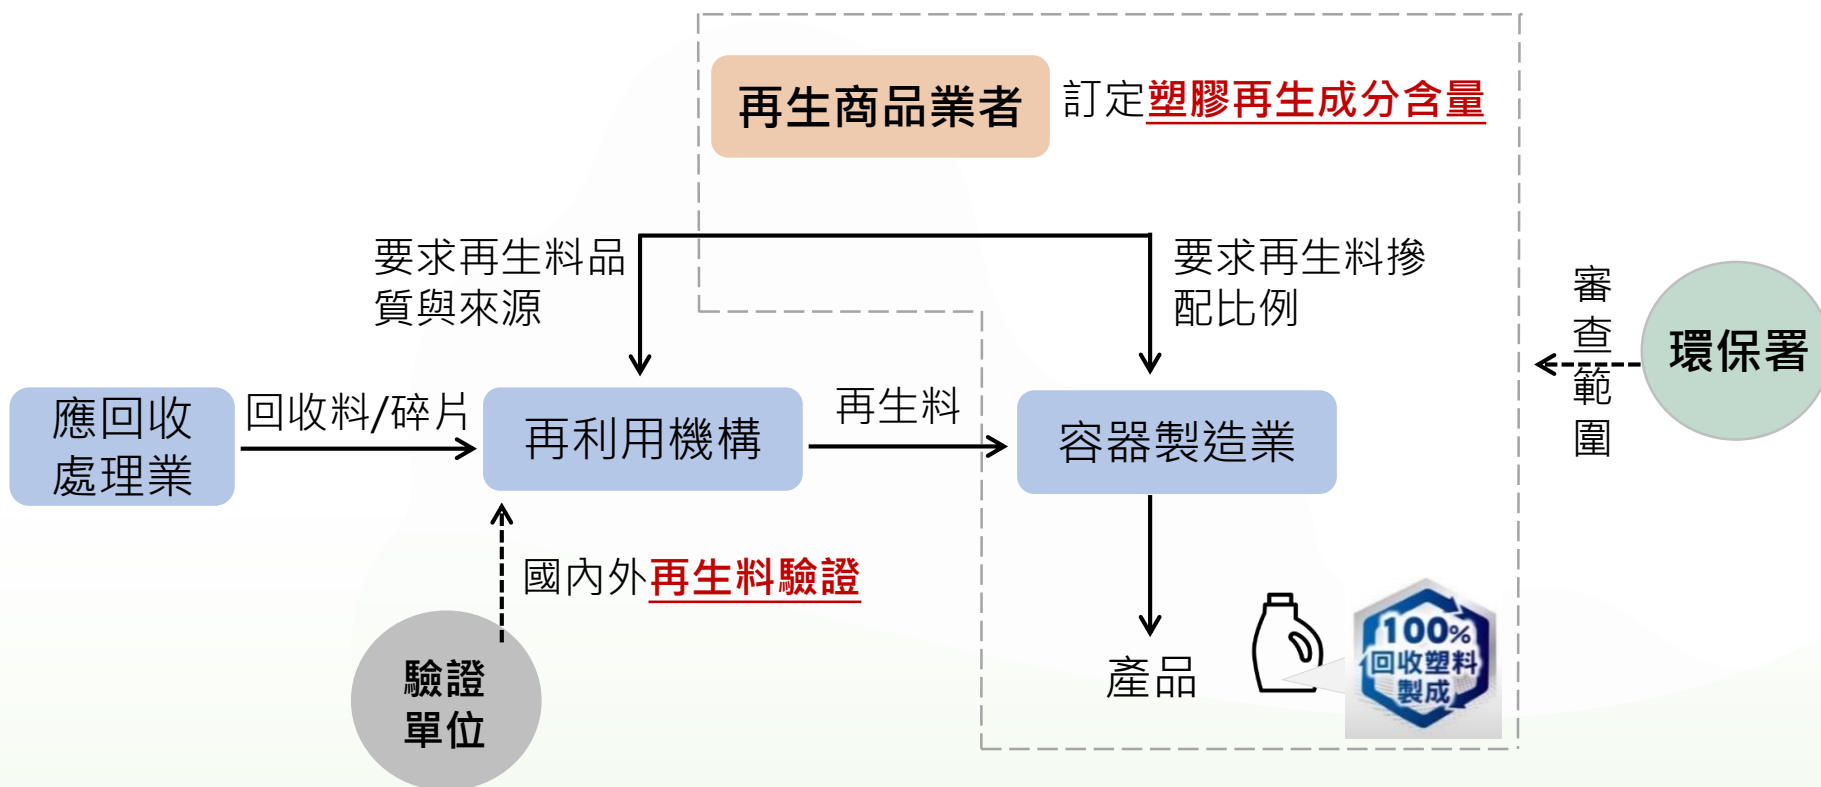 再生商品業者
訂定塑膠再生成分含量
要求再生料品
質與來源
要求再生料摻
配比例
審
查
範
圍
環保署
應回收
處理業
回收料/碎片
再利用機構
再生料
容器製造業
國內外再生料驗證
驗證
單位
產品
100%
回收塑料
製成